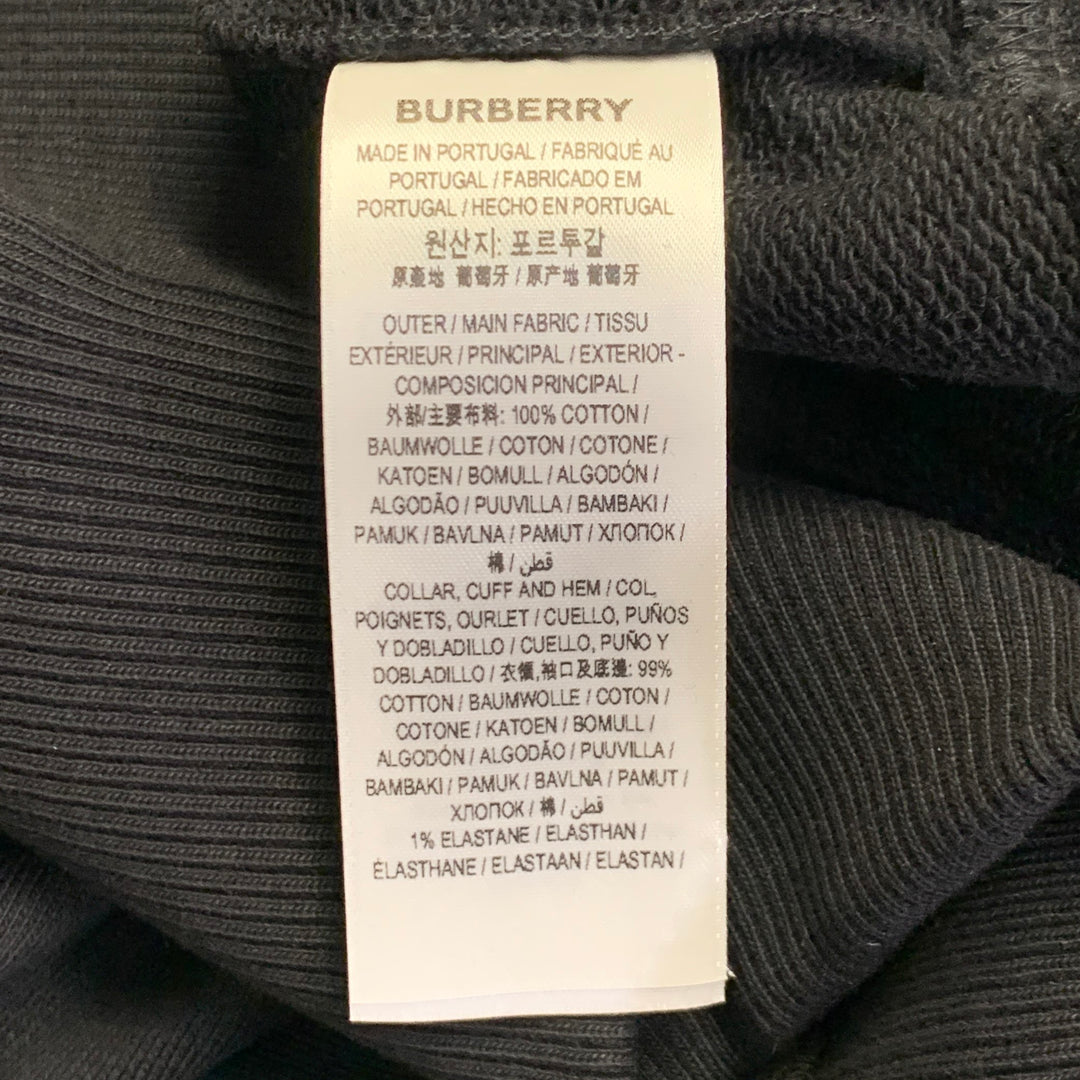 BURBERRY
MADE IN PORTUGAL / FABRIQUÉ AU
PORTUGAL / FABRICADO EM
PORTUGAL / HECHO EN PORTUGAL
원산지: 포르투갈
原產地 葡萄牙 / 原产地 葡萄牙
OUTER / MAIN FABRIC / TISSU
EXTÉRIEUR / PRINCIPAL / EXTERIOR -
COMPOSICION PRINCIPAL /
外部/主要布料: 100% COTTON /
BAUMWOLLE / COTON / COTONE /
KATOEN / BOMULL / ALGODÓN /
ALGODÃO / PUUVILLA / BAMBAKI /
PAMUK / BAVLNA / PAMUT / ХЛОПОК /
棉 / قطن
COLLAR, CUFF AND HEM / COL,
POIGNETS, OURLET / CUELLO, PUÑOS
Y DOBLADILLO / CUELLO, PUÑO Y
DOBLADILLO / 衣領,袖口及底邊: 99%
COTTON / BAUMWOLLE / COTON /
COTONE / KATOEN / BOMULL /
ALGODÓN / ALGODÃO / PUUVILLA /
BAMBAKI / PAMUK / BAVLNA / PAMUT /
ХЛОПОК / 棉 / قطن
1% ELASTANE / ELASTHAN /
ÉLASTHANE / ELASTAAN / ELASTAN /